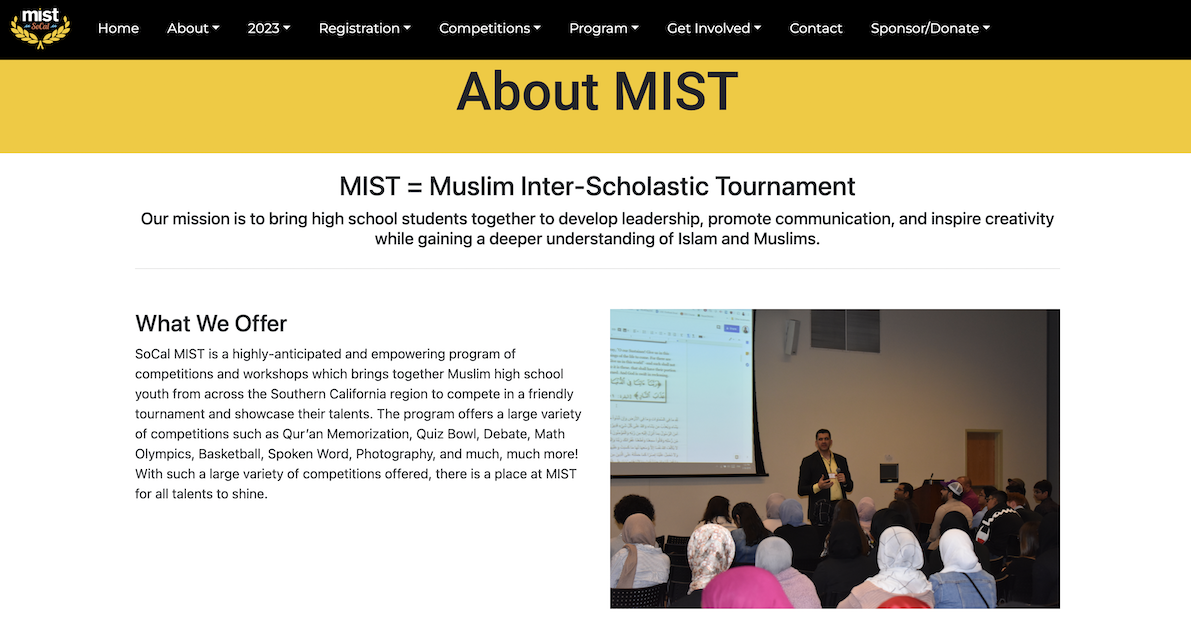 mist
SoCal
Home About 2023 Registration Competitions Program Get Involved Contact Sponsor/Donate
About MIST
MIST = Muslim Inter-Scholastic Tournament
Our mission is to bring high school students together to develop leadership, promote communication, and inspire creativity
while gaining a deeper understanding of Islam and Muslims.
What We Offer
SoCal MIST is a highly-anticipated and empowering program of
competitions and workshops which brings together Muslim high school
youth from across the Southern California region to compete in a friendly
tournament and showcase their talents. The program offers a large variety
of competitions such as Qur’an Memorization, Quiz Bowl, Debate, Math
Olympics, Basketball, Spoken Word, Photography, and much, much more!
With such a large variety of competitions offered, there is a place at MIST
for all talents to shine.